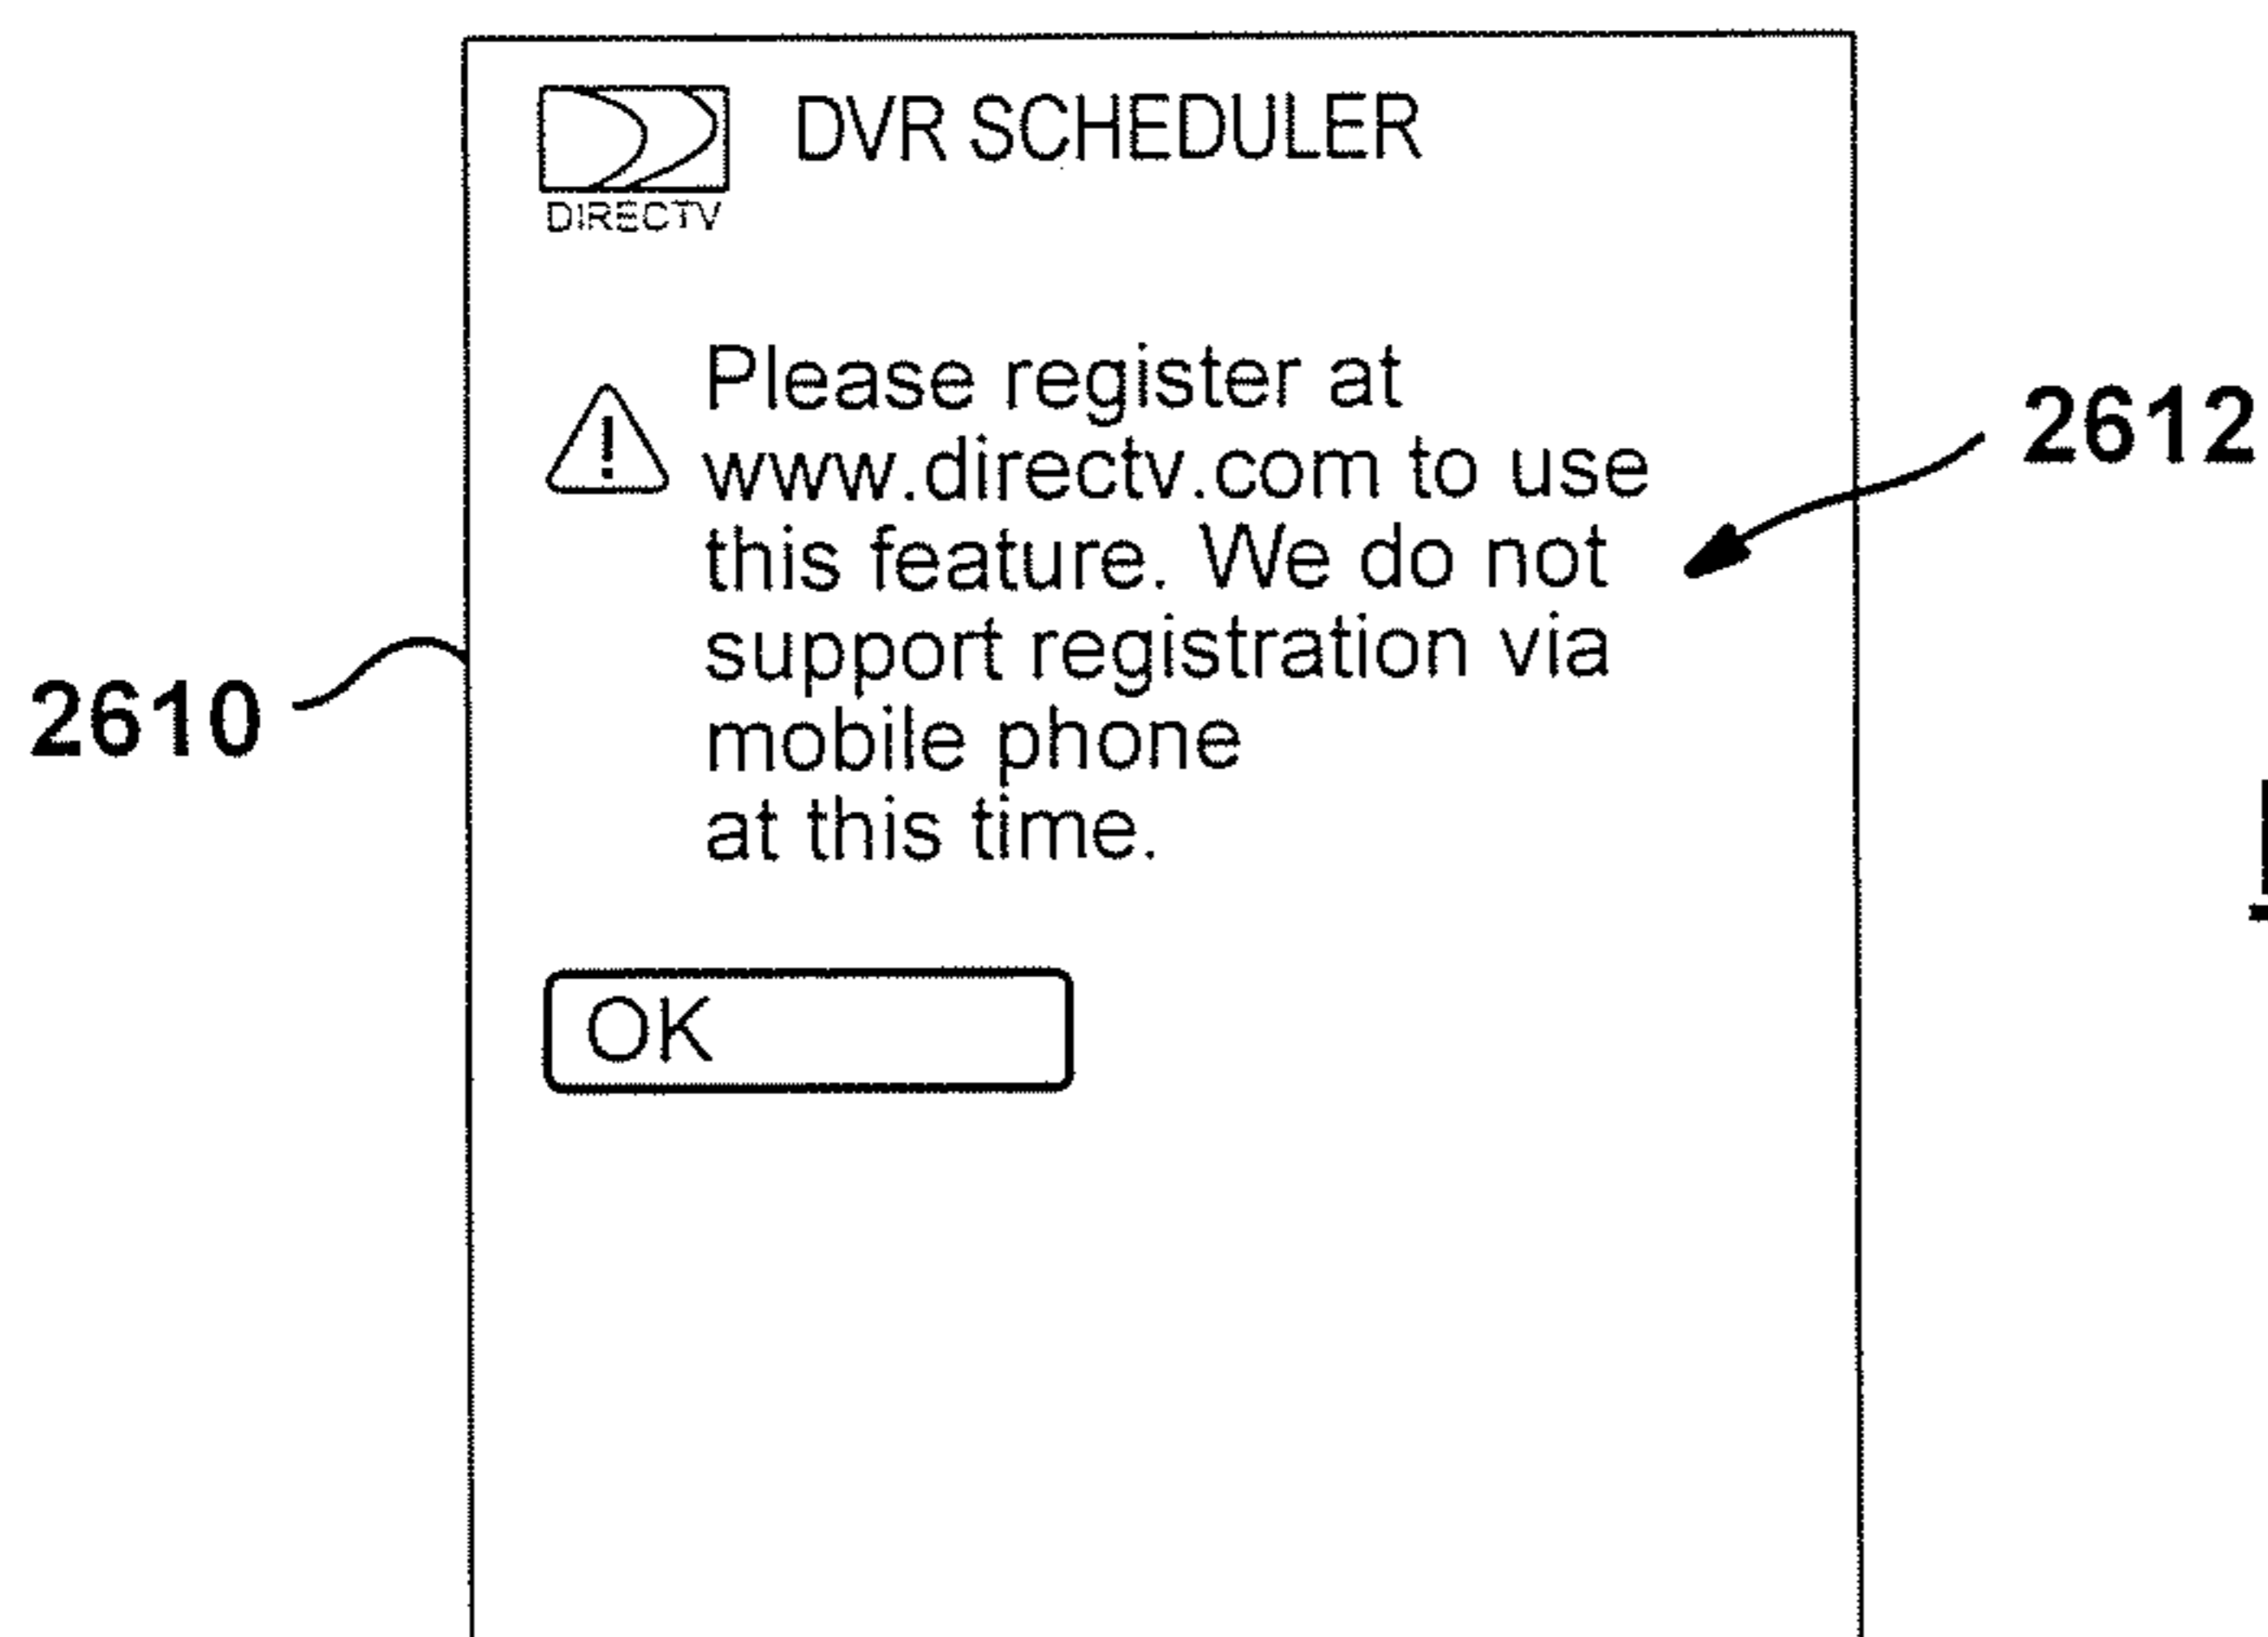 DVR SCHEDULER
DIRECTV
Please register at
www.directv.com to use
this feature. We do not
support registration via
mobile phone
at this time.
OK
2612
2610